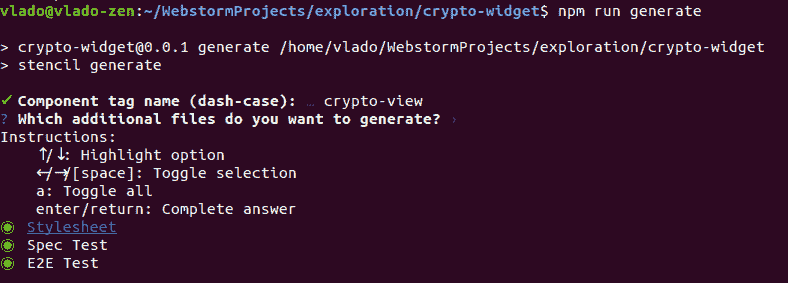 vlado@vlado-zen:~/WebstormProjects/exploration/crypto-widget$ npm run generate
> crypto-widget@0.0.1 generate /home/vlado/WebstormProjects/exploration/crypto-widget
> stencil generate
✓ Component tag name (dash-case): … crypto-view
? Which additional files do you want to generate? ›
Instructions:
↑/↓: Highlight option
←/→/[space]: Toggle selection
a: Toggle all
enter/return: Complete answer
◉ Stylesheet
◉ Spec Test
◉ E2E Test